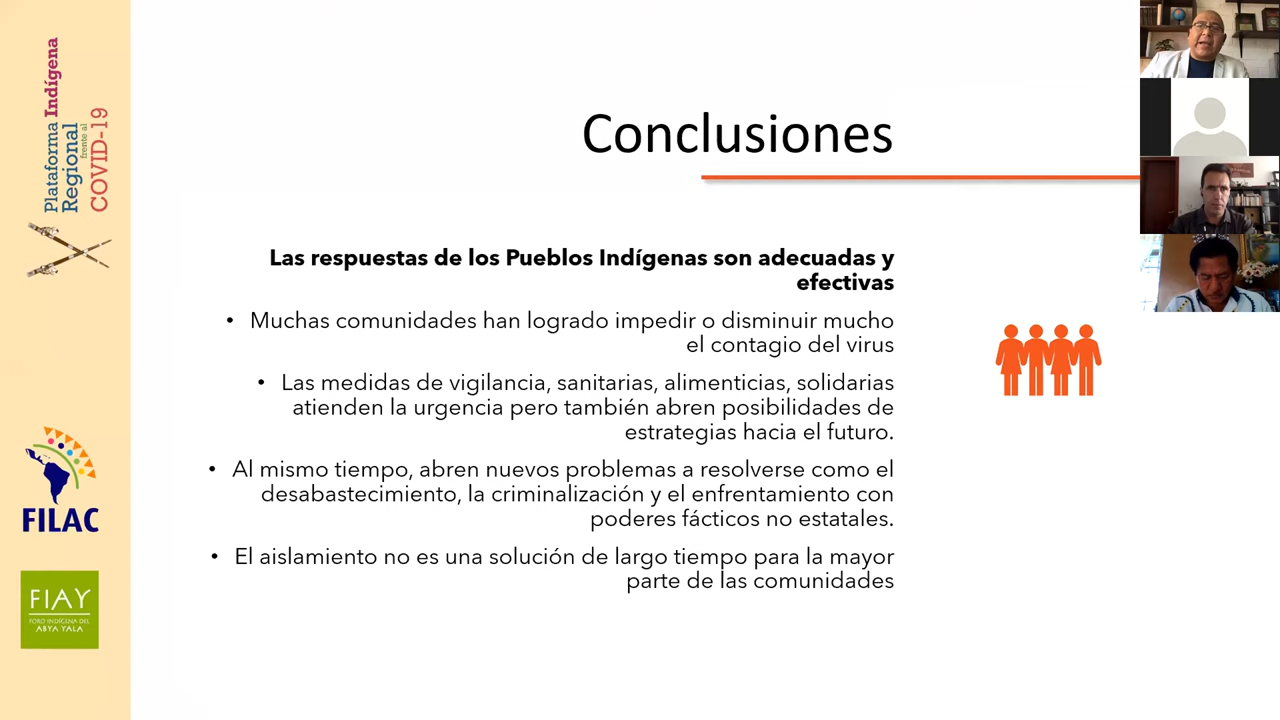 Plataforma Indígena
Regional
frente al
COVID-19
FILAC
FIAY
FORO INDÍGENA DEL
ABYA YALA
Conclusiones
Las respuestas de los Pueblos Indígenas son adecuadas y
efectivas
• Muchas comunidades han logrado impedir o disminuir mucho
el contagio del virus
• Las medidas de vigilancia, sanitarias, alimenticias, solidarias
atienden la urgencia pero también abren posibilidades de
estrategias hacia el futuro.
• Al mismo tiempo, abren nuevos problemas a resolverse como el
desabastecimiento, la criminalización y el enfrentamiento con
poderes fácticos no estatales.
• El aislamiento no es una solución de largo tiempo para la mayor
parte de las comunidades